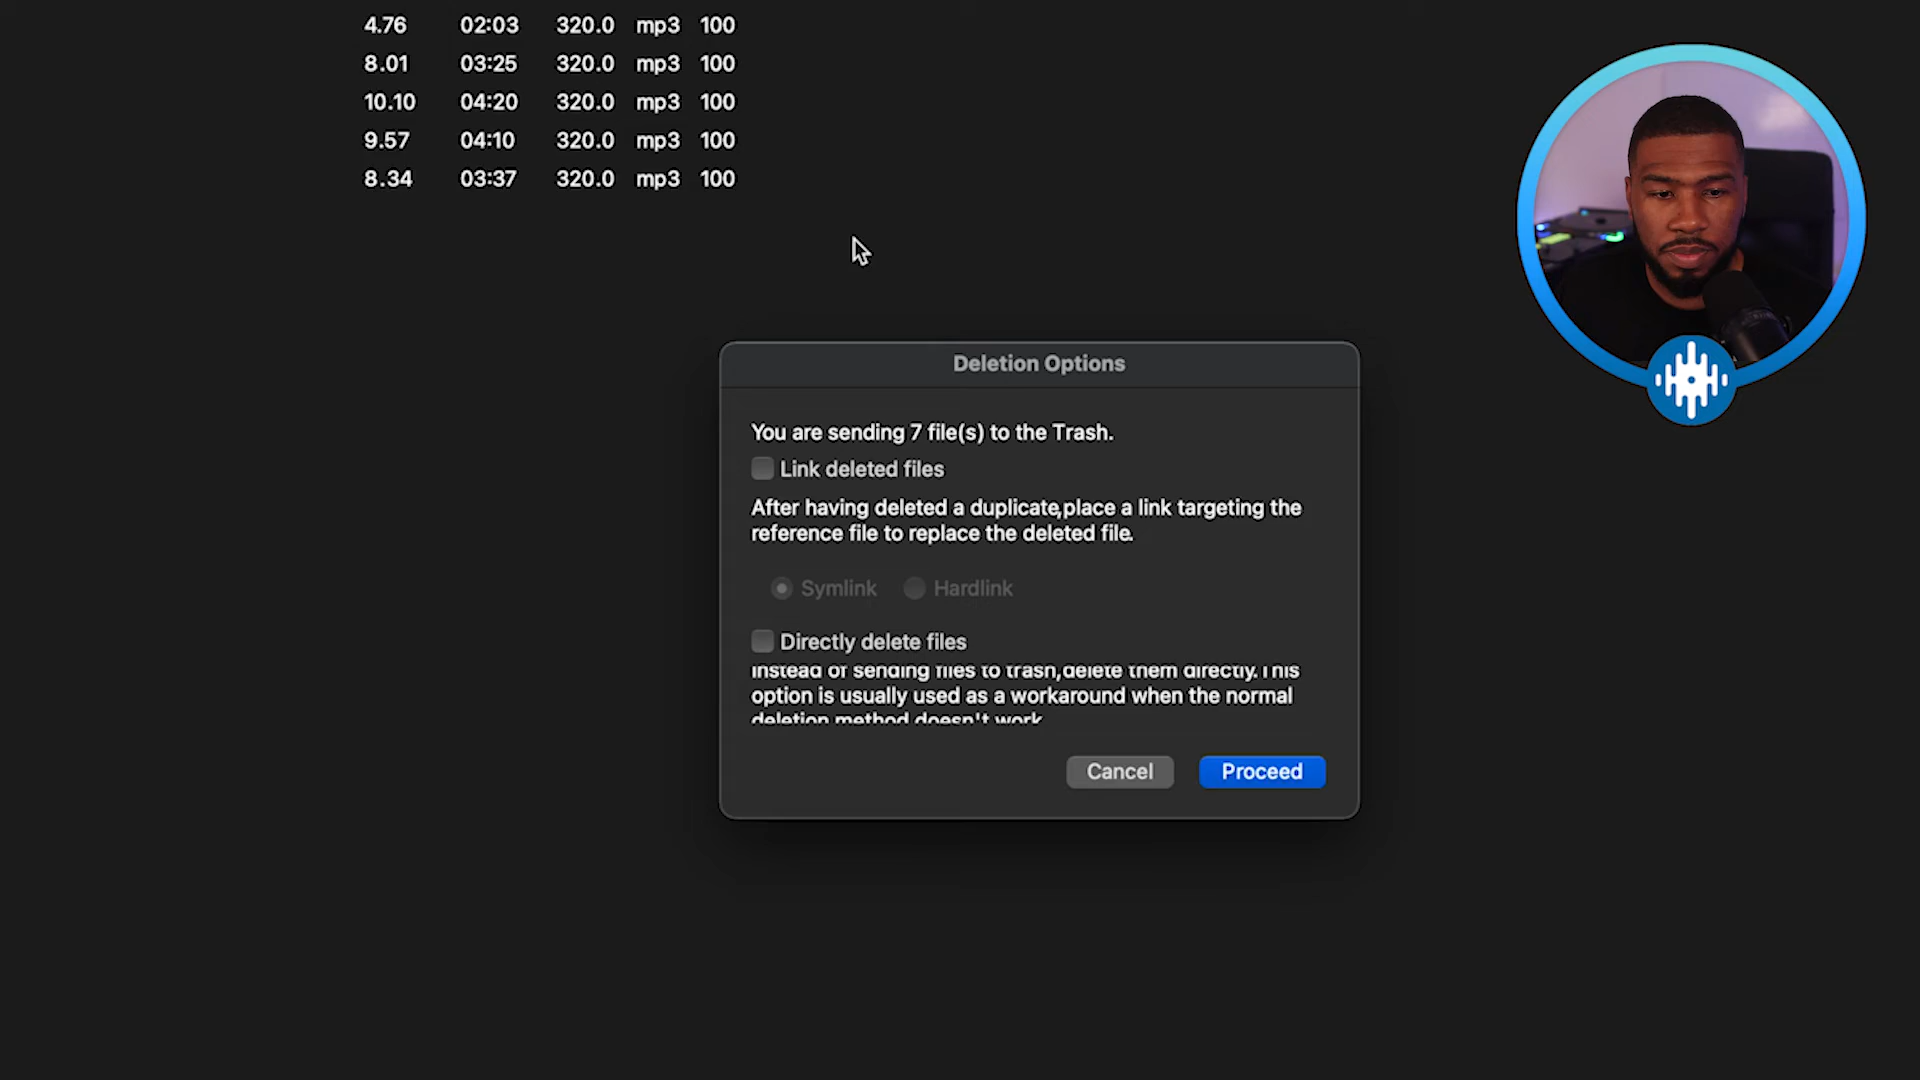 4.76 02:03 320.0 mp3 100
8.01 03:25 320.0 mp3 100
10.10 04:20 320.0 mp3 100
9.57 04:10 320.0 mp3 100
8.34 03:37 320.0 mp3 100
Deletion Options
You are sending 7 file(s) to the Trash.
Link deleted files
After having deleted a duplicate,place a link targeting the
reference file to replace the deleted file.
Symlink Hardlink
Directly delete files
Instead of sending files to trash,delete them directly.This
option is usually used as a workaround when the normal
deletion method doesn't work
Cancel Proceed